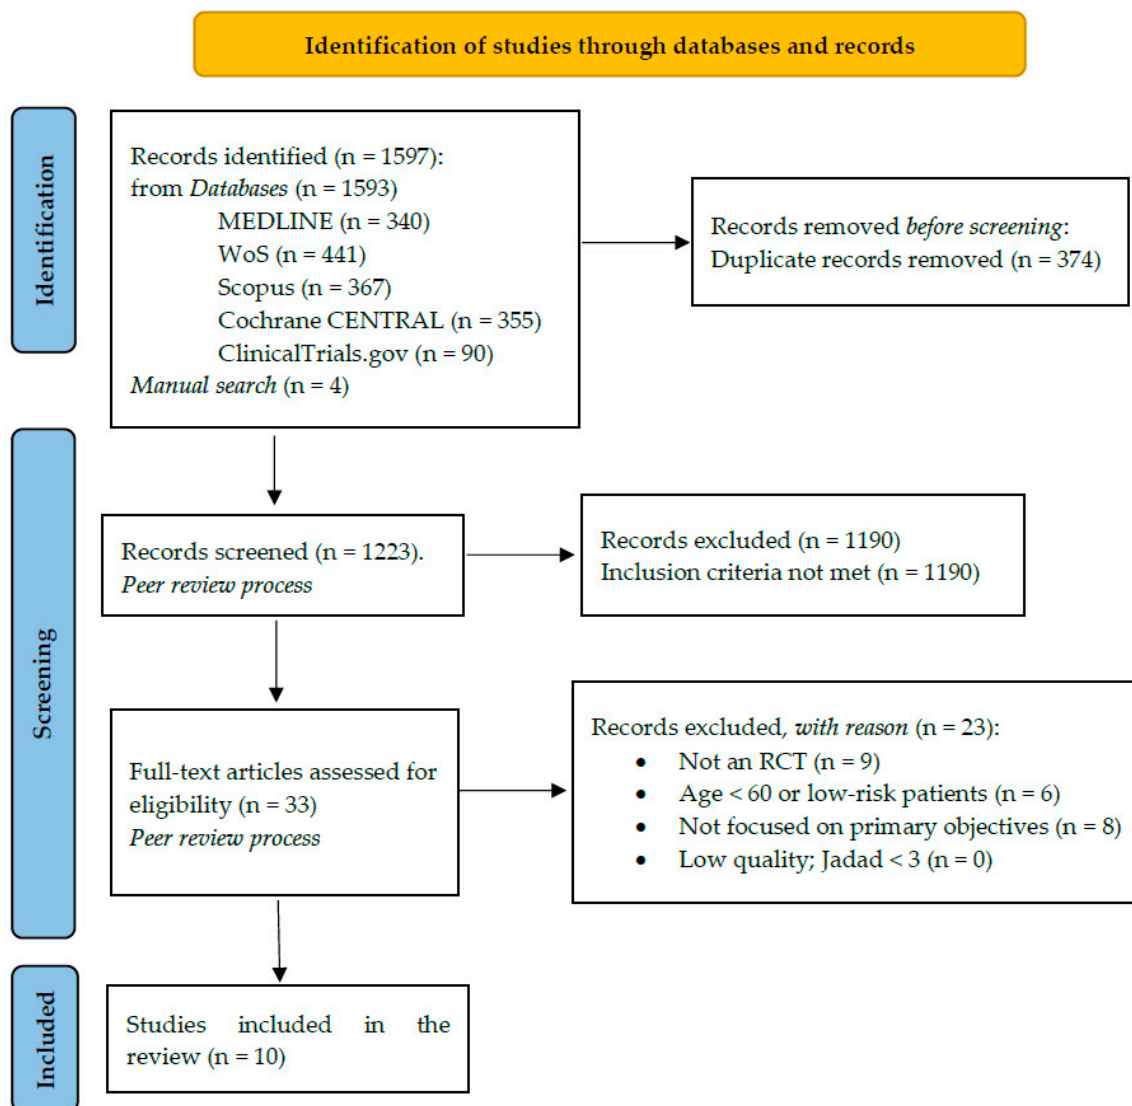 Identification of studies through databases and records
Identification
Records identified (n = 1597):
from Databases (n = 1593)
MEDLINE (n = 340)
WoS (n = 441)
Scopus (n = 367)
Cochrane CENTRAL (n = 355)
ClinicalTrials.gov (n = 90)
Manual search (n = 4)
Records removed before screening:
Duplicate records removed (n = 374)
Screening
Records screened (n = 1223).
Peer review process
Records excluded (n = 1190)
Inclusion criteria not met (n = 1190)
Full-text articles assessed for
eligibility (n = 33)
Peer review process
Records excluded, with reason (n = 23):
• Not an RCT (n = 9)
• Age < 60 or low-risk patients (n = 6)
• Not focused on primary objectives (n = 8)
• Low quality; Jadad < 3 (n = 0)
Included
Studies included in the
review (n = 10)